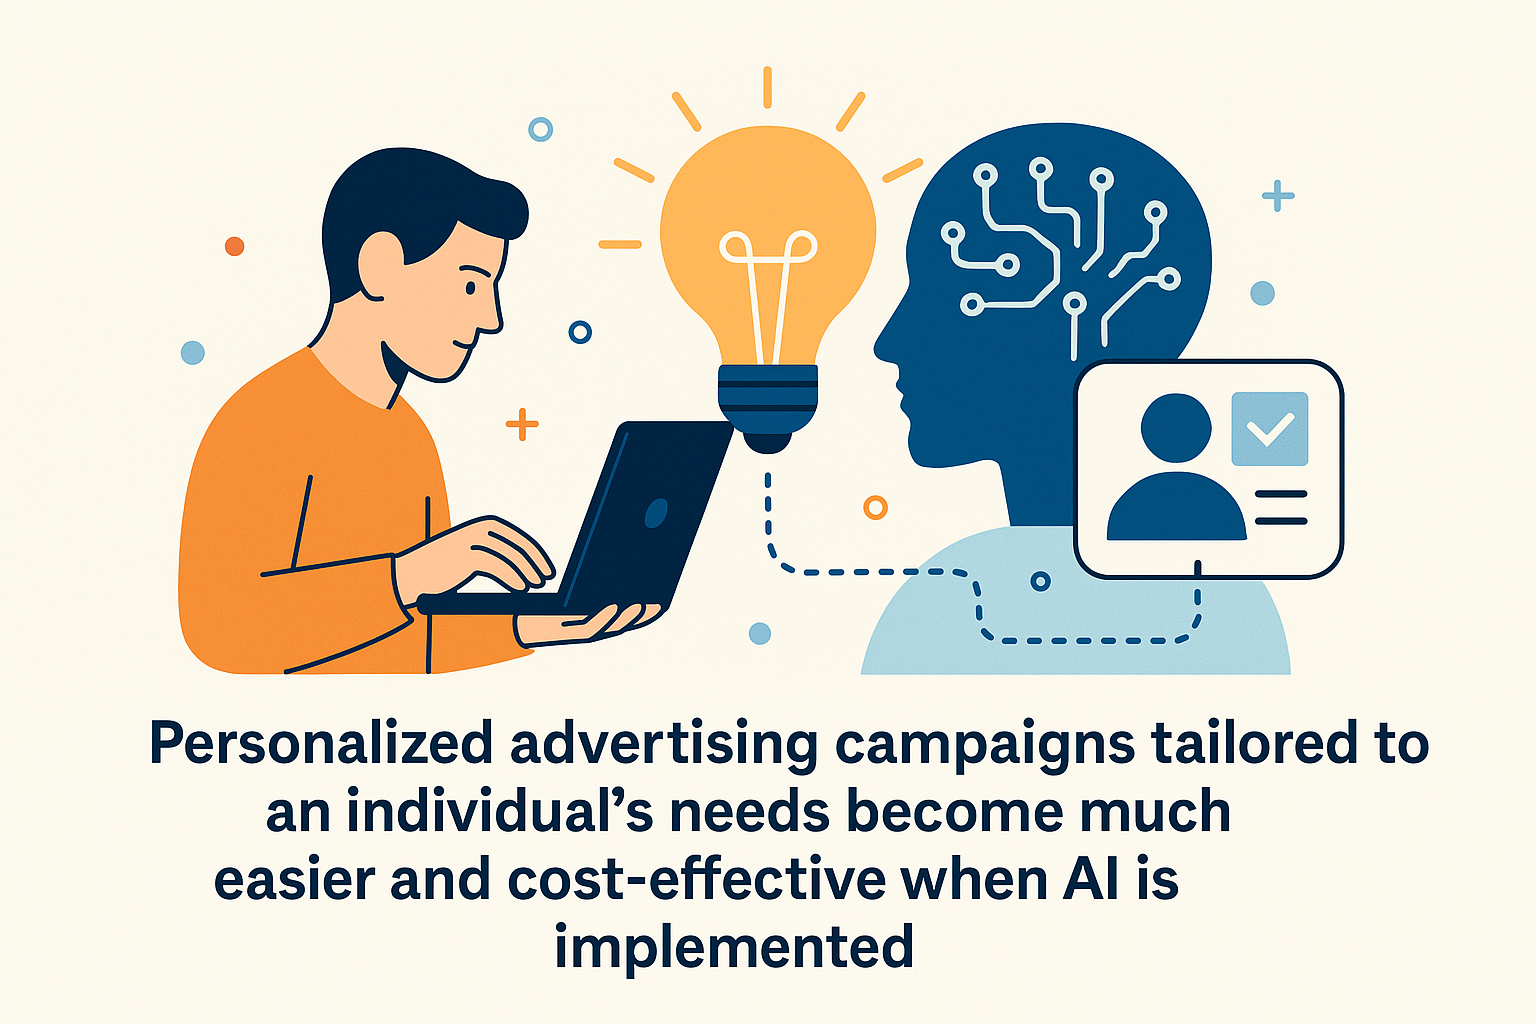 Personalized advertising campaigns tailored to
an individual’s needs become much
easier and cost-effective when AI is
implemented